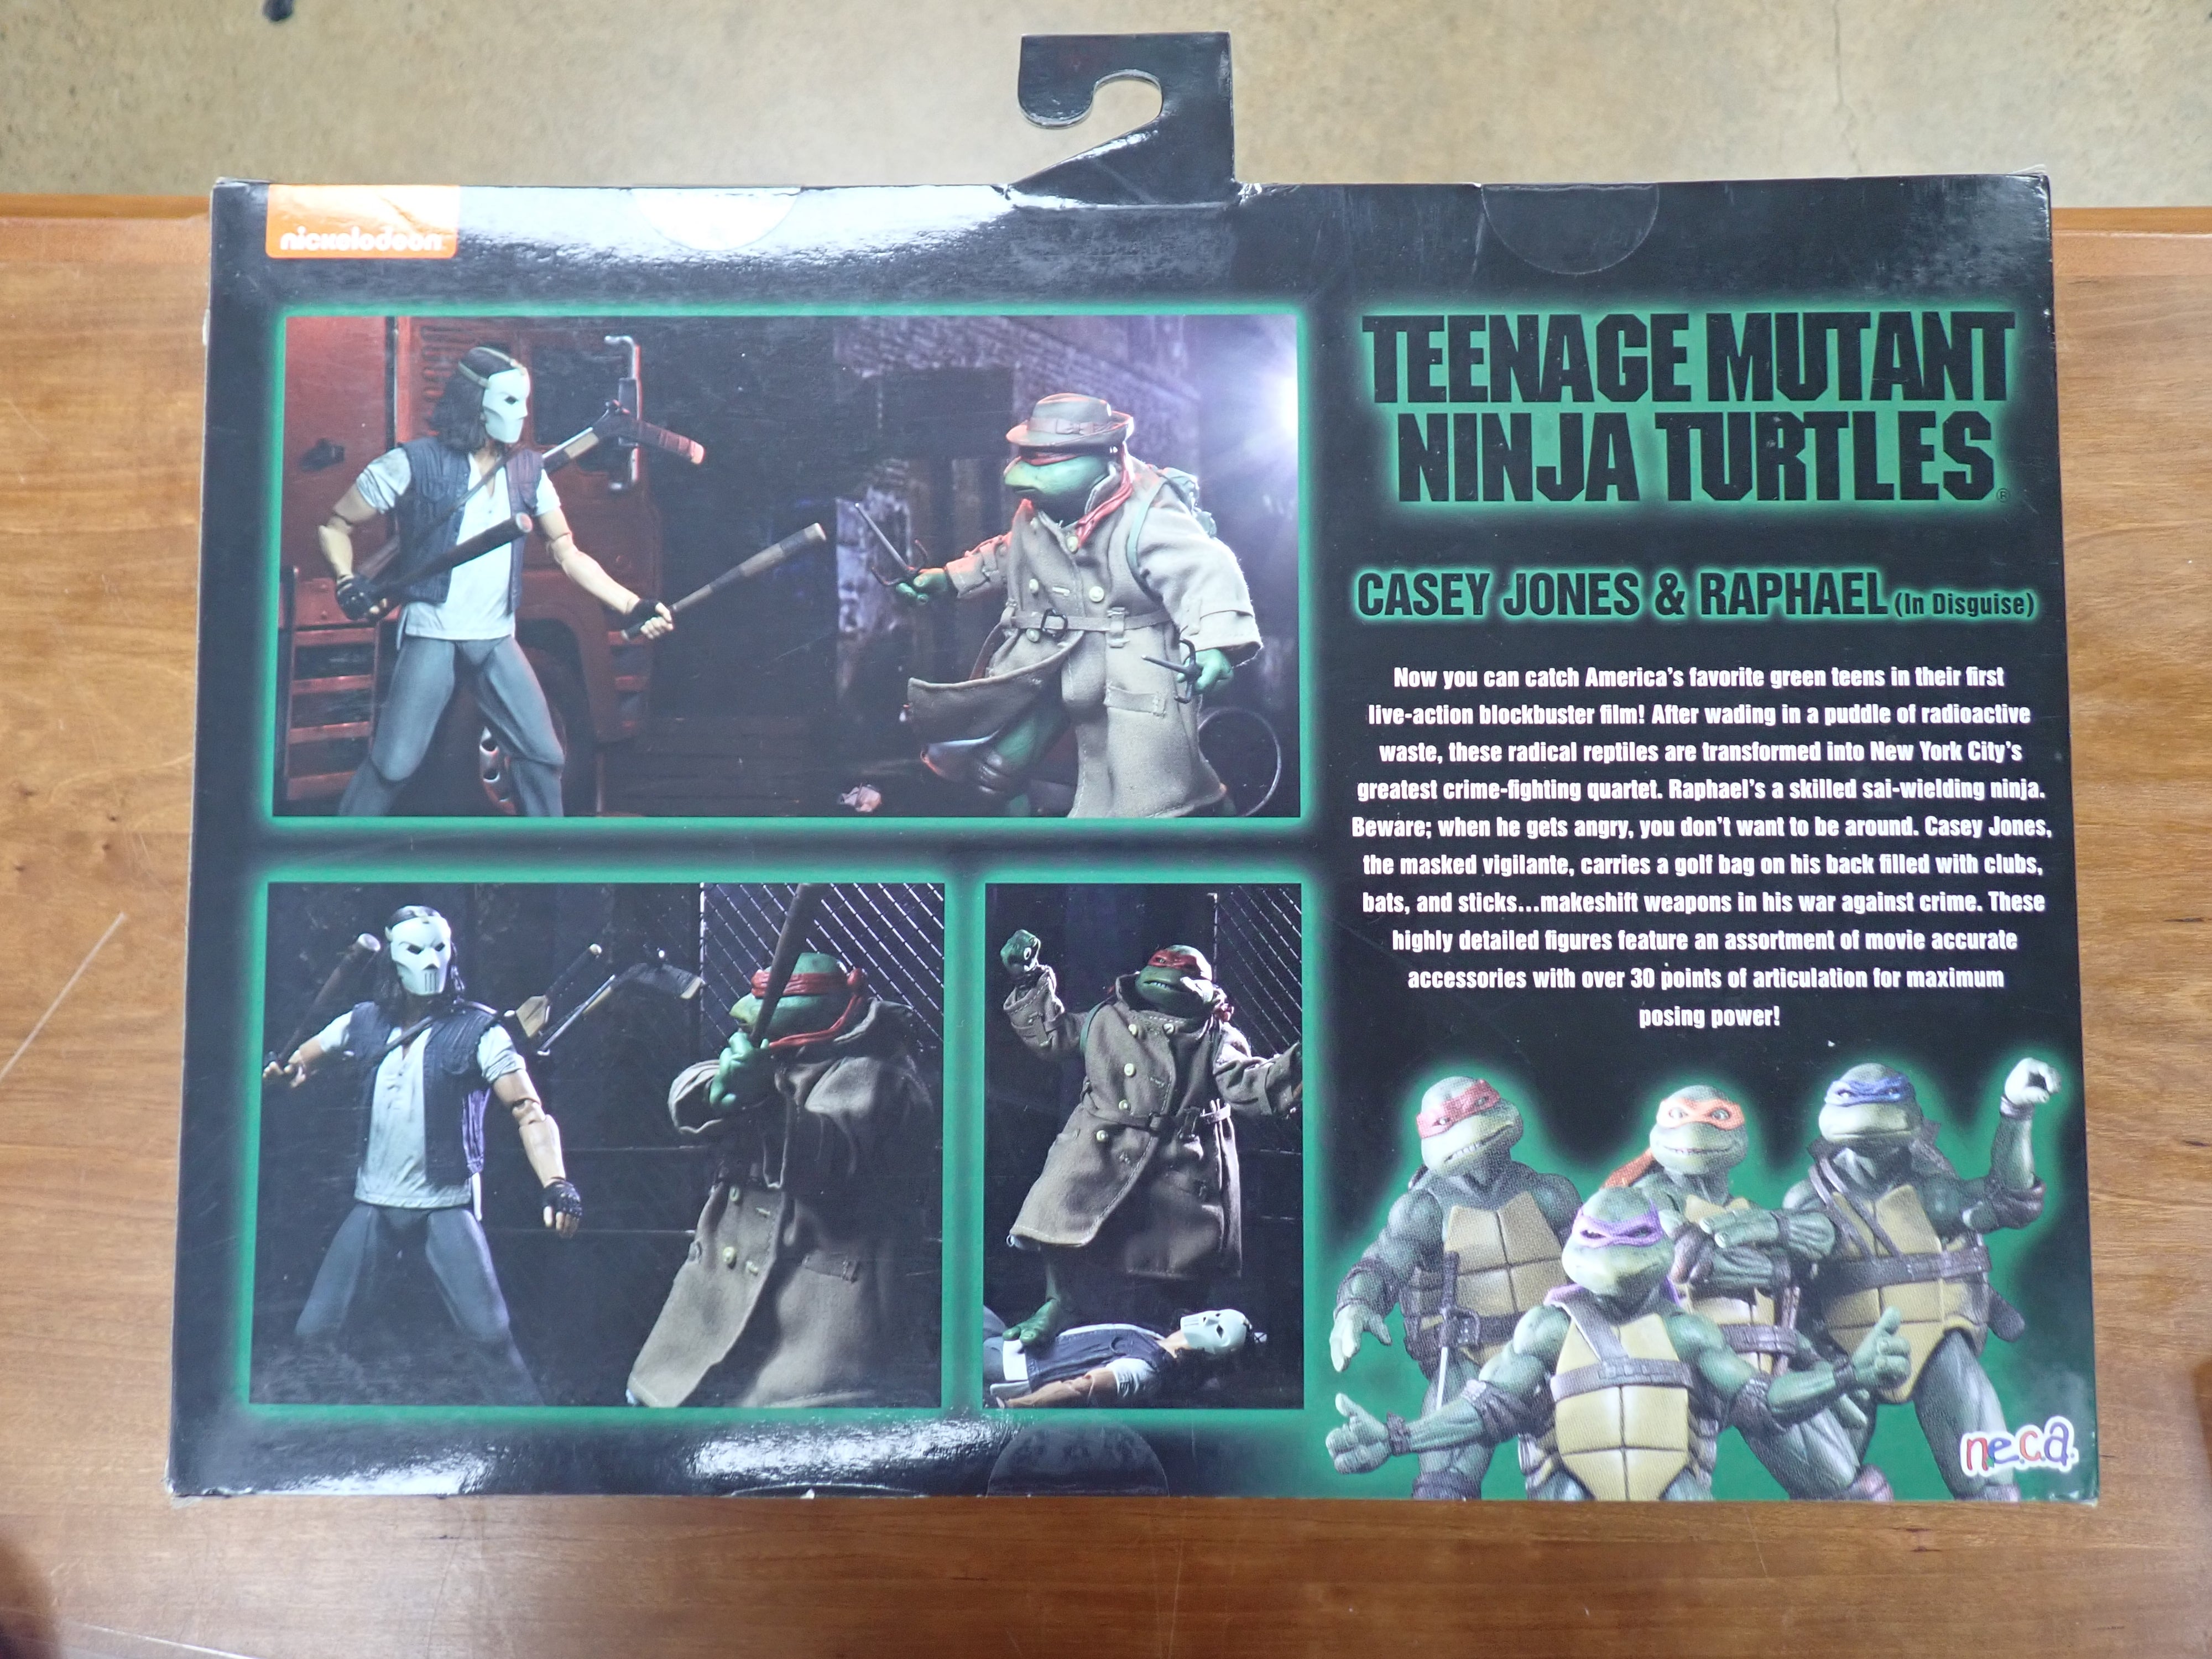 nickelodeon
TEENAGE MUTANT
NINJA TURTLES®
CASEY JONES & RAPHAEL (In Disguise)
Now you can catch America's favorite green teens in their first
live-action blockbuster film! After wading in a puddle of radioactive
waste, these radical reptiles are transformed into New York City's
greatest crime-fighting quartet. Raphael's a skilled sai-wielding ninja.
Beware; when he gets angry, you don't want to be around. Casey Jones,
the masked vigilante, carries a golf bag on his back filled with clubs,
bats, and sticks...makeshift weapons in his war against crime. These
highly detailed figures feature an assortment of movie accurate
accessories with over 30 points of articulation for maximum
posing power!
n.e.c.a.